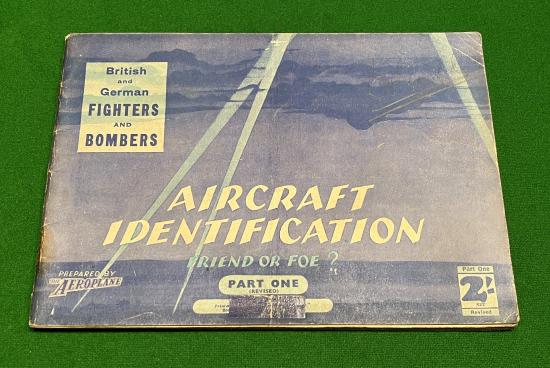 British
and
German
FIGHTERS
AND
BOMBERS
AIRCRAFT
IDENTIFICATION
FRIEND OR FOE?
PREPARED BY
THE AEROPLANE
PART ONE
(REVISED)
Part One
2/-
NET
Revised